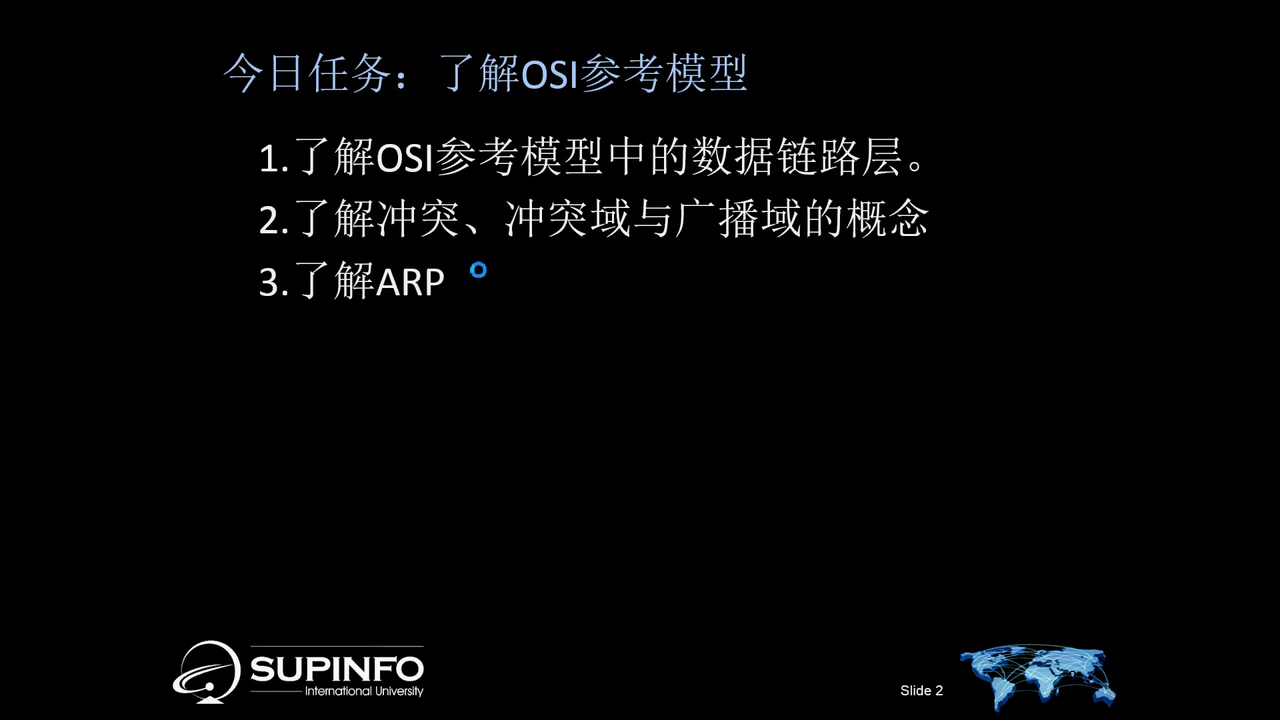 今日任务：了解OSI参考模型
1.了解OSI参考模型中的数据链路层。
2.了解冲突、冲突域与广播域的概念
3.了解ARP
SUPINFO
International University
Slide 2